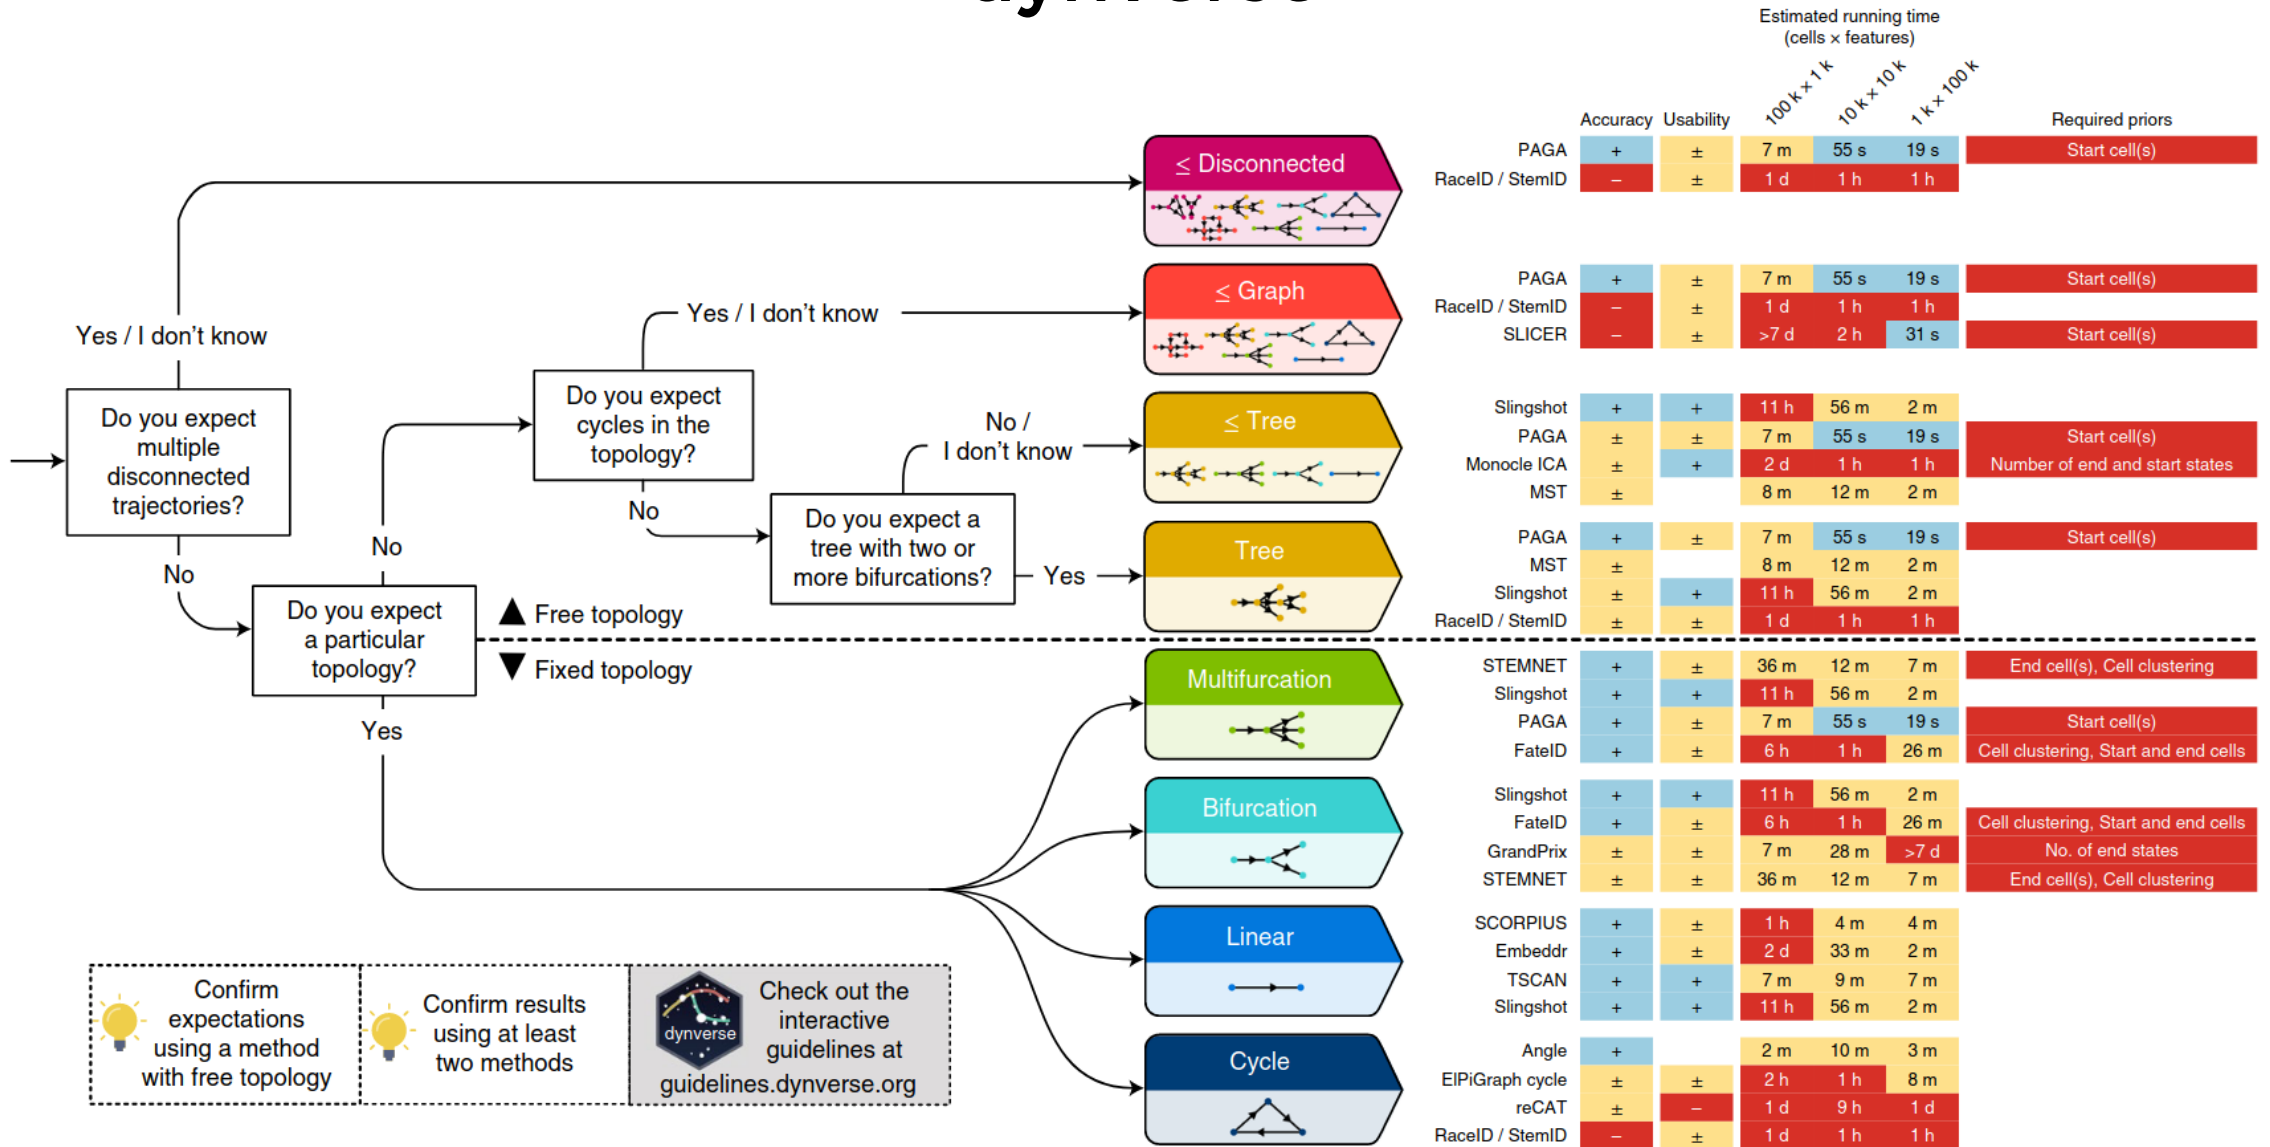 dynverse
Estimated running time
(cells × features)
Accuracy Usability 100 k × 1 k 10 k × 10 k 1 k × 100 k Required priors
≤ Disconnected
PAGA + ± 7 m 55 s 19 s Start cell(s)
RaceID / StemID – ± 1 d 1 h 1 h
≤ Graph
PAGA + ± 7 m 55 s 19 s Start cell(s)
RaceID / StemID – ± 1 d 1 h 1 h
SLICER – ± >7 d 2 h 31 s Start cell(s)
≤ Tree
Slingshot + + 11 h 56 m 2 m
PAGA ± ± 7 m 55 s 19 s Start cell(s)
Monocle ICA ± + 2 d 1 h 1 h Number of end and start states
MST ± 8 m 12 m 2 m
Tree
PAGA + ± 7 m 55 s 19 s Start cell(s)
MST ± 8 m 12 m 2 m
Slingshot ± + 11 h 56 m 2 m
RaceID / StemID ± ± 1 d 1 h 1 h
Multifurcation
STEMNET + ± 36 m 12 m 7 m End cell(s), Cell clustering
Slingshot + + 11 h 56 m 2 m
PAGA + ± 7 m 55 s 19 s Start cell(s)
FateID + ± 6 h 1 h 26 m Cell clustering, Start and end cells
Bifurcation
Slingshot + + 11 h 56 m 2 m
FateID + ± 6 h 1 h 26 m Cell clustering, Start and end cells
GrandPrix ± ± 7 m 28 m >7 d No. of end states
STEMNET ± ± 36 m 12 m 7 m End cell(s), Cell clustering
Linear
SCORPIUS + ± 1 h 4 m 4 m
Embeddr + ± 2 d 33 m 2 m
TSCAN + + 7 m 9 m 7 m
Slingshot + + 11 h 56 m 2 m
Cycle
Angle + 2 m 10 m 3 m
ElPiGraph cycle ± ± 2 h 1 h 8 m
reCAT ± – 1 d 9 h 1 d
RaceID / StemID – ± 1 d 1 h 1 h
Yes / I don't know
Do you expect
multiple
disconnected
trajectories?
No
Do you expect
a particular
topology?
No
Yes
Do you expect
cycles in the
topology?
Yes / I don't know
No
Do you expect a
tree with two or
more bifurcations?
No /
I don't know
Yes
▲ Free topology
▼ Fixed topology
Confirm
expectations
using a method
with free topology
Confirm results
using at least
two methods
dynverse
Check out the
interactive
guidelines at
guidelines.dynverse.org